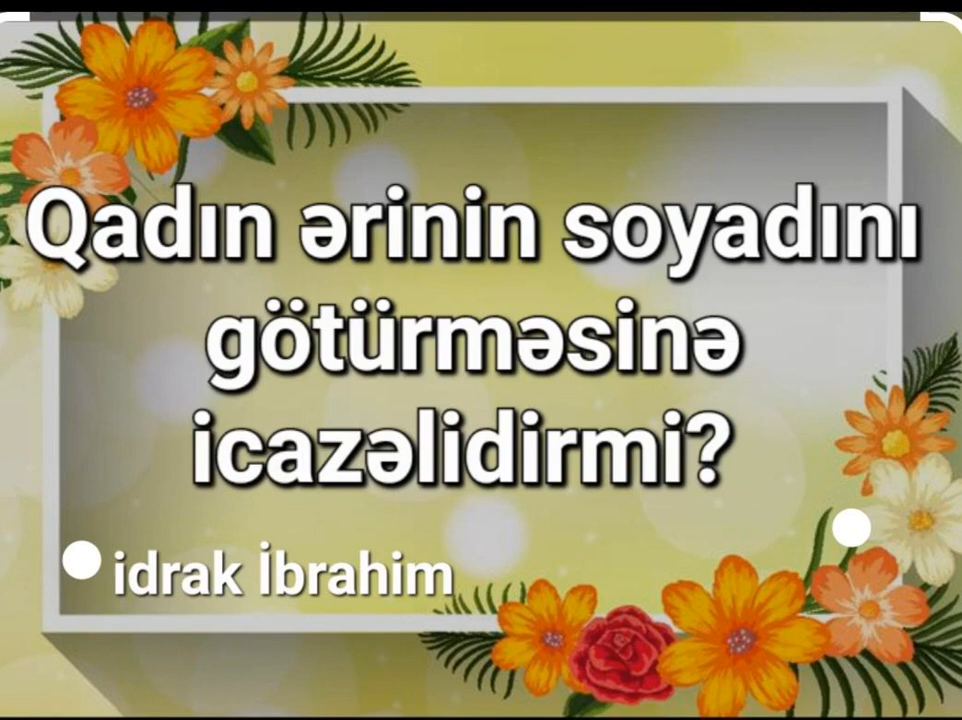 Qadın ərinin soyadını
götürməsinə
icazəlidirmi?
idrak İbrahim